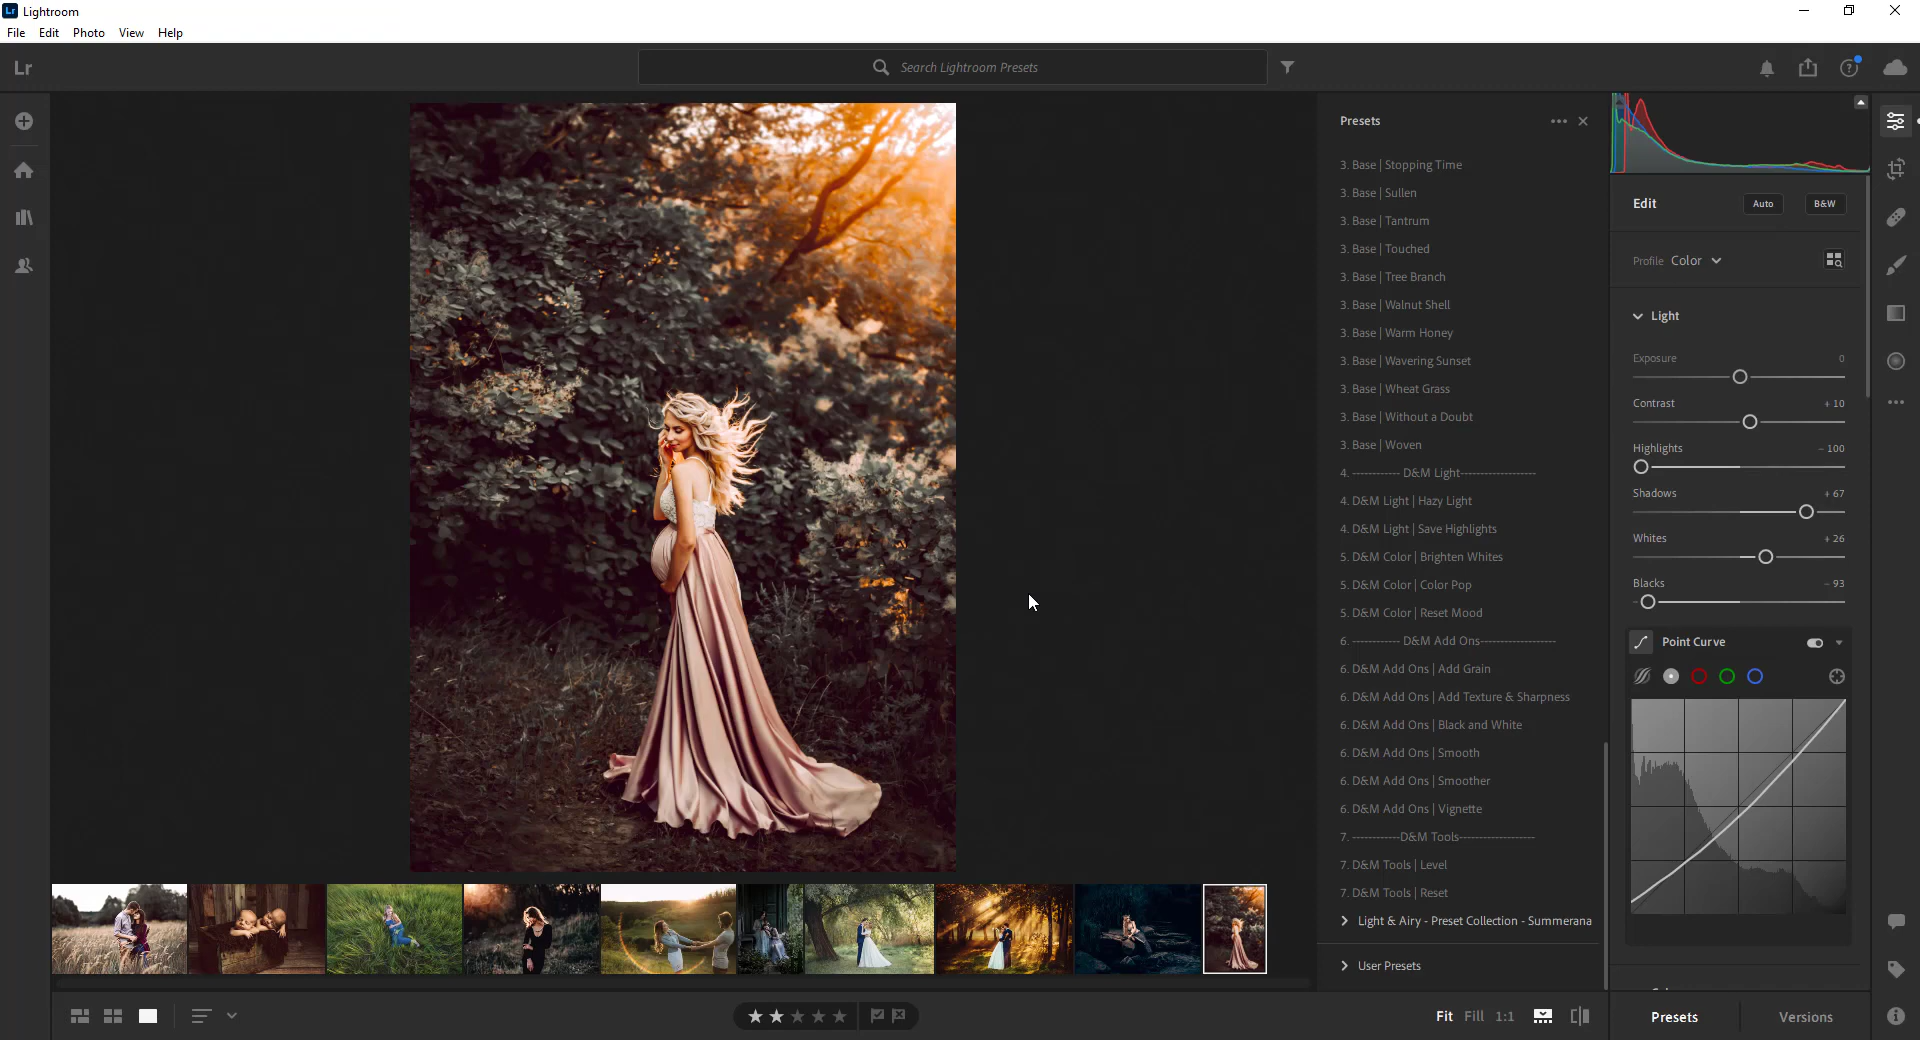 Lr Lightroom
File Edit Photo View Help
Lr
Search Lightroom Presets
Presets
3. Base | Stopping Time
3. Base | Sullen
3. Base | Tantrum
3. Base | Touched
3. Base | Tree Branch
3. Base | Walnut Shell
3. Base | Warm Honey
3. Base | Wavering Sunset
3. Base | Wheat Grass
3. Base | Without a Doubt
3. Base | Woven
4. ------------ D&M Light-------------------
4. D&M Light | Hazy Light
4. D&M Light | Save Highlights
5. D&M Color | Brighten Whites
5. D&M Color | Color Pop
5. D&M Color | Reset Mood
6. ------------ D&M Add Ons-------------------
6. D&M Add Ons | Add Grain
6. D&M Add Ons | Add Texture & Sharpness
6. D&M Add Ons | Black and White
6. D&M Add Ons | Smooth
6. D&M Add Ons | Smoother
6. D&M Add Ons | Vignette
7. ------------D&M Tools-------------------
7. D&M Tools | Level
7. D&M Tools | Reset
Light & Airy - Preset Collection - Summerana
User Presets
Edit Auto B&W
Profile Color
Light
Exposure 0
Contrast + 10
Highlights – 100
Shadows + 67
Whites + 26
Blacks – 93
Point Curve
Fit Fill 1:1
Presets Versions